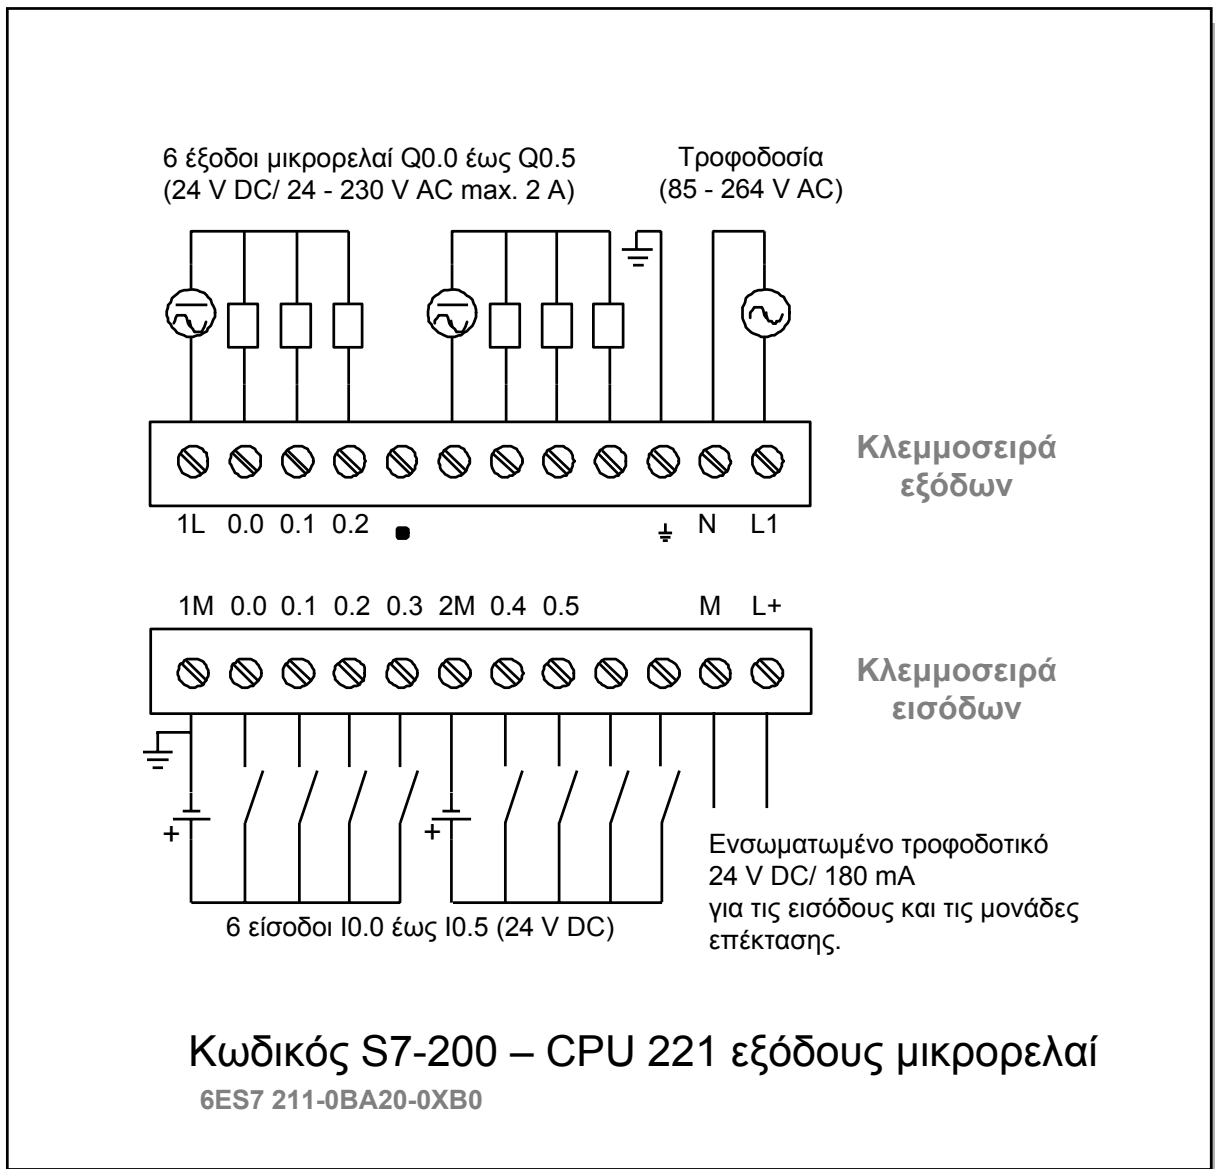 6 έξοδοι μικρορελαί Q0.0 έως Q0.5
(24 V DC/ 24 - 230 V AC max. 2 A)
Τροφοδοσία
(85 - 264 V AC)
Κλεμμοσειρά
εξόδων
1L 0.0 0.1 0.2 N L1
1M 0.0 0.1 0.2 0.3 2M 0.4 0.5 M L+
Κλεμμοσειρά
εισόδων
+ +
6 είσοδοι I0.0 έως I0.5 (24 V DC)
Ενσωματωμένο τροφοδοτικό
24 V DC/ 180 mA
για τις εισόδους και τις μονάδες
επέκτασης.
Κωδικός S7-200 – CPU 221 εξόδους μικρορελαί
6ES7 211-0BA20-0XB0